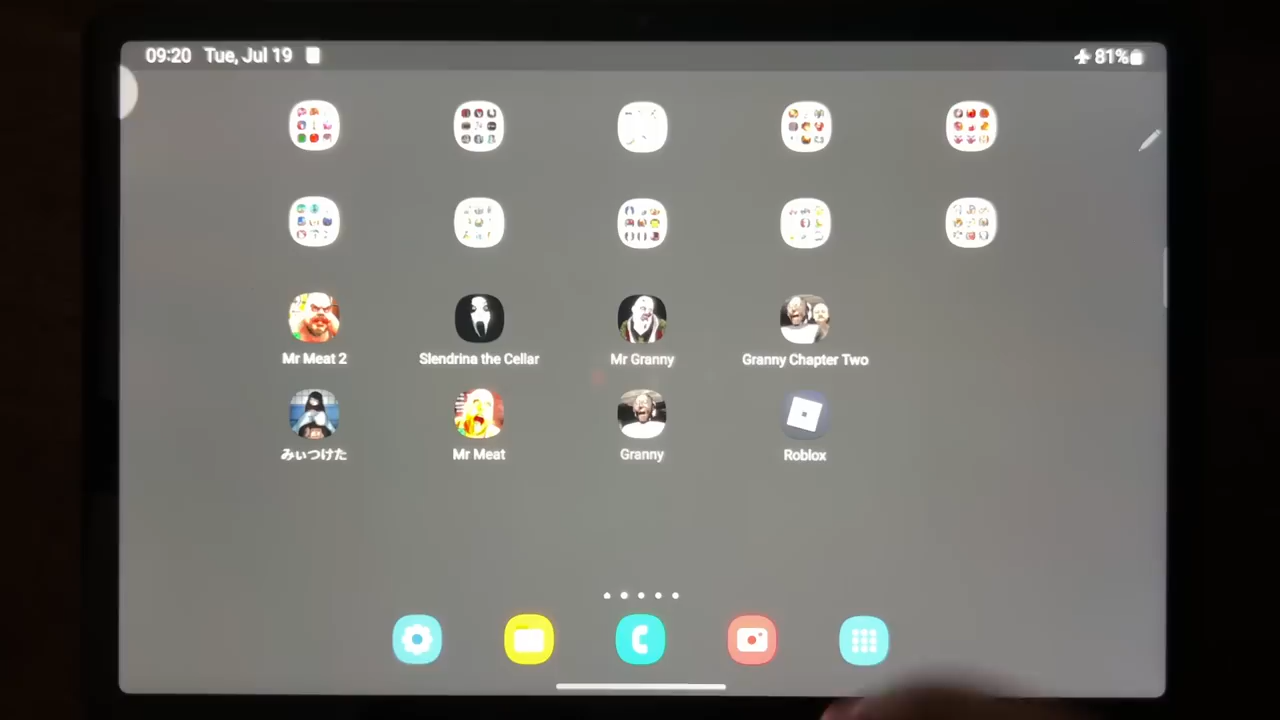 09:20 Tue, Jul 19
81%
Mr Meat 2
Slendrina the Cellar
Mr Granny
Granny Chapter Two
みぃつけた
Mr Meat
Granny
Roblox